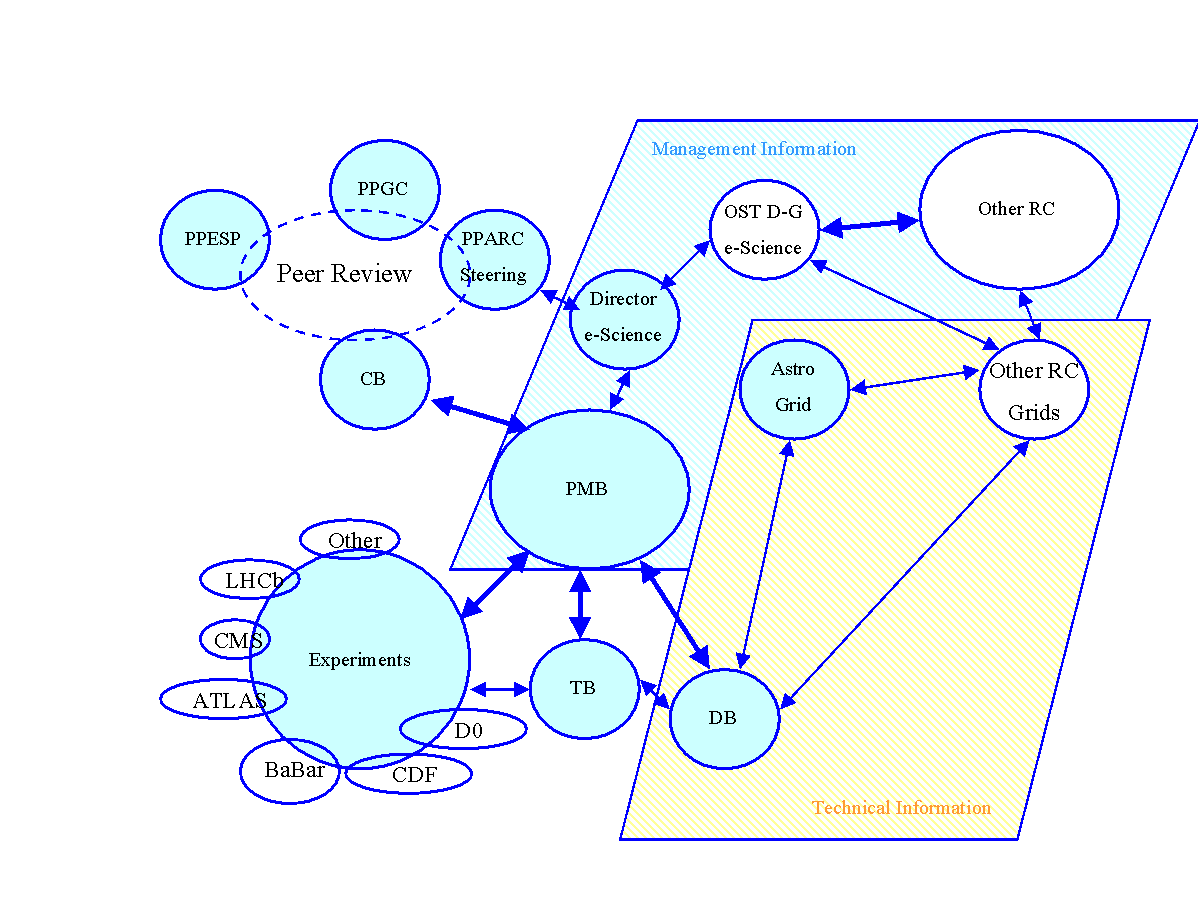 Management Information
PPGC
PPESP
PPARC
Steering
Peer Review
OST D-G
e-Science
Other RC
Director
e-Science
CB
Astro
Grid
Other RC
Grids
PMB
Other
LHCb
CMS
Experiments
ATLAS
TB
D0
DB
BaBar
CDF
Technical Information